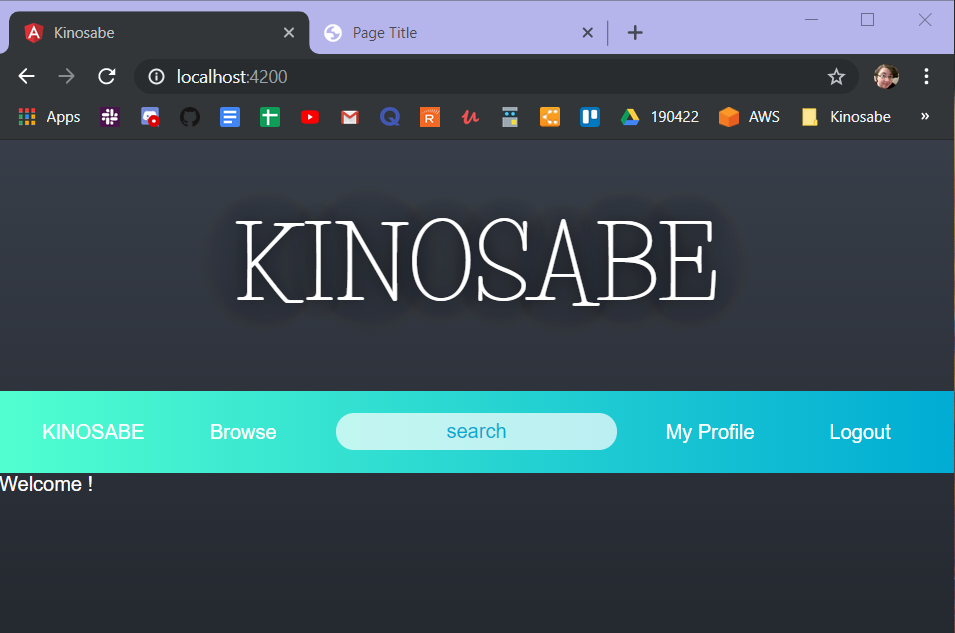 Kinosabe
Page Title
localhost:4200
Apps
190422
AWS
Kinosabe
»
KINOSABE
KINOSABE Browse search My Profile Logout
Welcome !